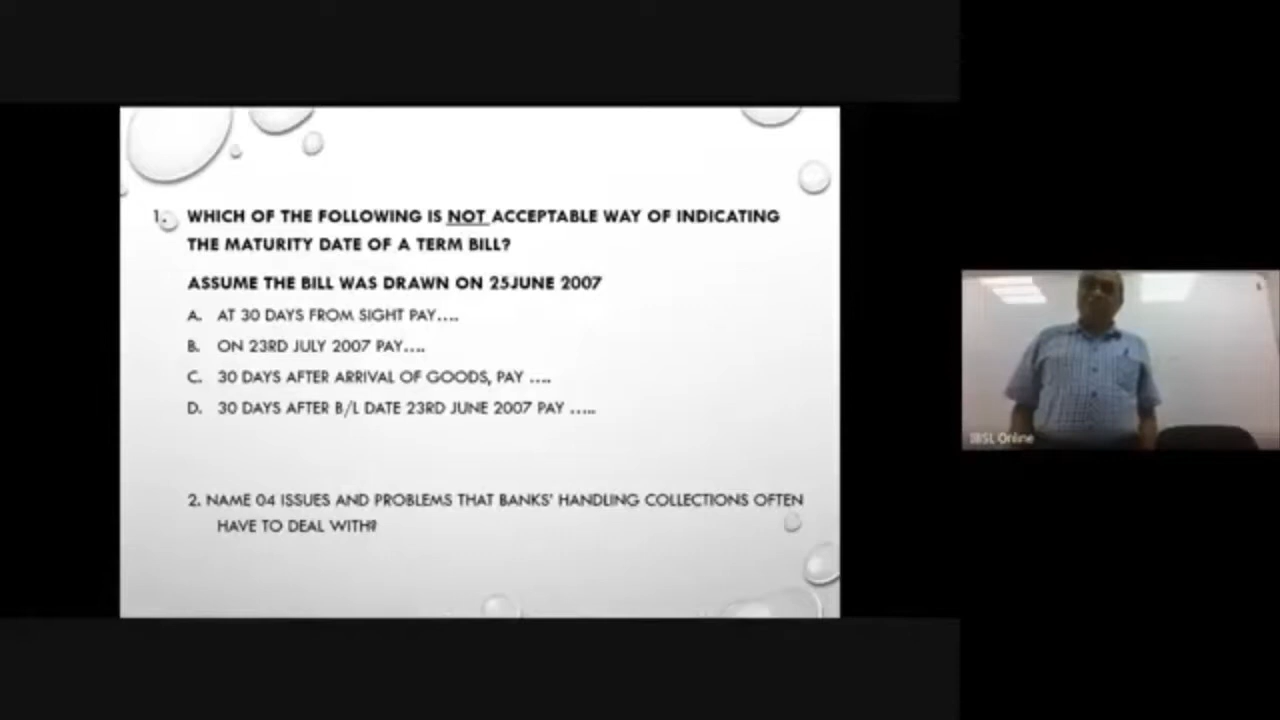 1. WHICH OF THE FOLLOWING IS NOT ACCEPTABLE WAY OF INDICATING
THE MATURITY DATE OF A TERM BILL?
ASSUME THE BILL WAS DRAWN ON 25JUNE 2007
A. AT 30 DAYS FROM SIGHT PAY....
B. ON 23RD JULY 2007 PAY....
C. 30 DAYS AFTER ARRIVAL OF GOODS, PAY ....
D. 30 DAYS AFTER B/L DATE 23RD JUNE 2007 PAY .....
2. NAME 04 ISSUES AND PROBLEMS THAT BANKS' HANDLING COLLECTIONS OFTEN
HAVE TO DEAL WITH?
IBSL Online